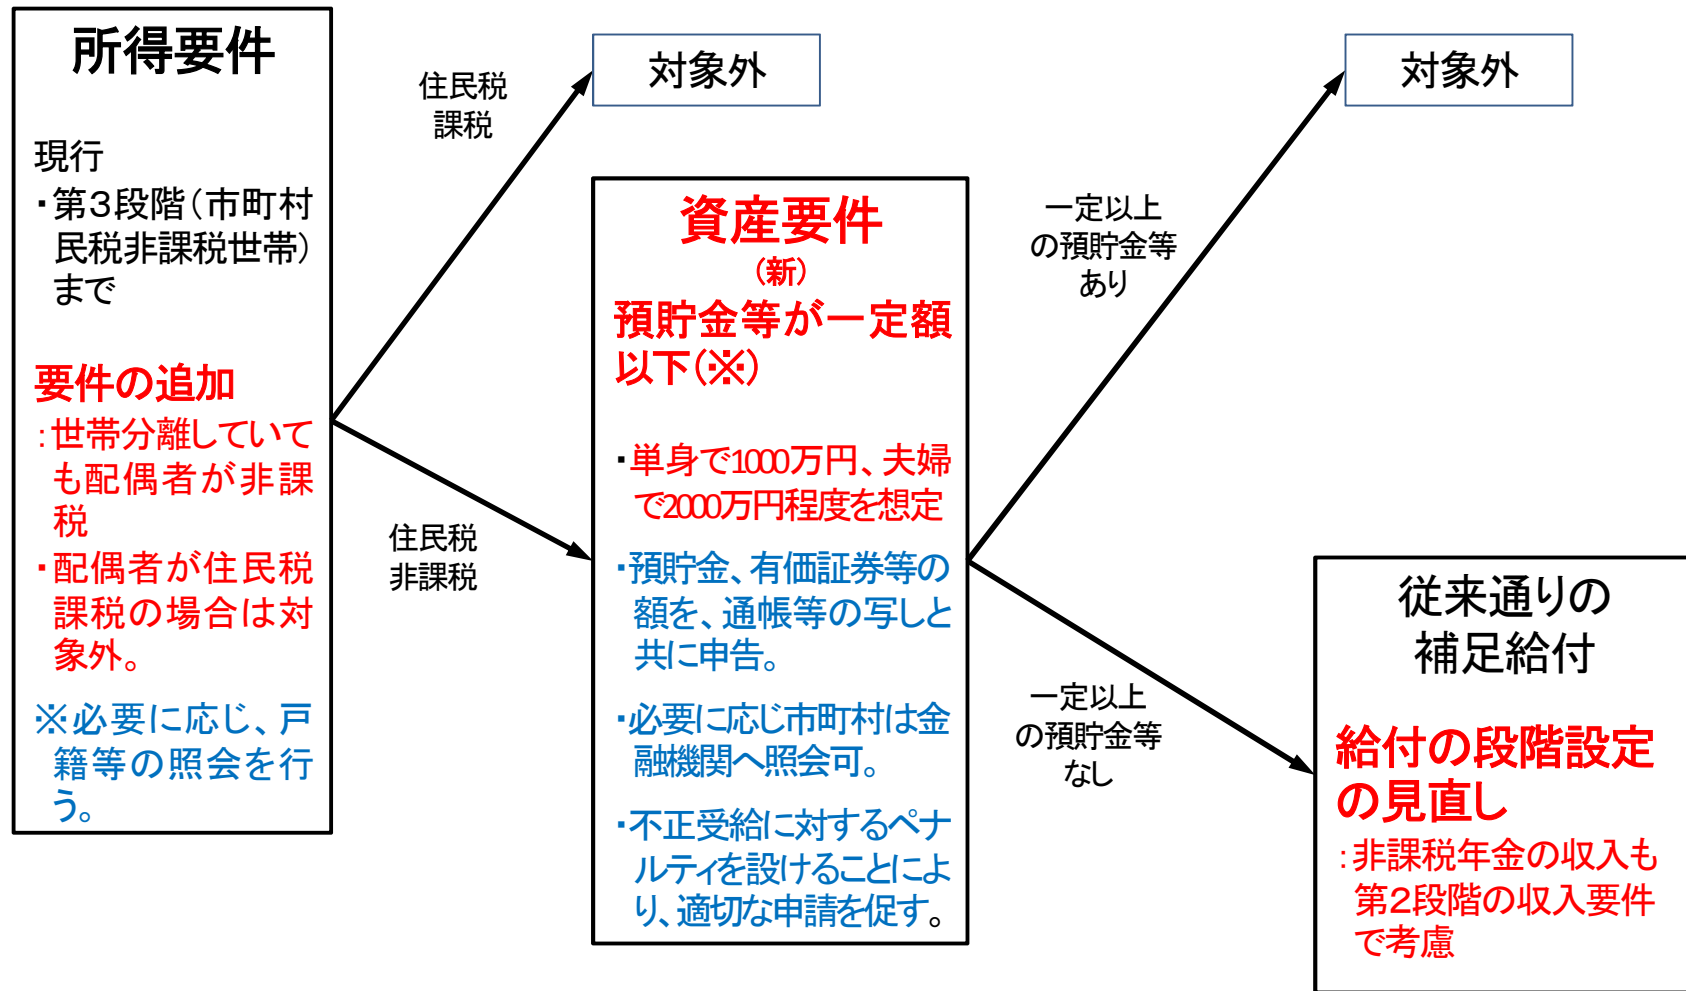 所得要件
現行
・第3段階(市町村
民税非課税世帯)
まで
要件の追加
:世帯分離していて
も配偶者が非課
税
・配偶者が住民税
課税の場合は対
象外。
※必要に応じ、戸
籍等の照会を行
う。
住民税
課税
対象外
住民税
非課税
資産要件
(新)
預貯金等が一定額
以下(※)
・単身で1000万円、夫婦
で2000万円程度を想定
・預貯金、有価証券等の
額を、通帳等の写しと
共に申告。
・必要に応じ市町村は金
融機関へ照会可。
・不正受給に対するペナ
ルティを設けることによ
り、適切な申請を促す。
一定以上
の預貯金等
あり
対象外
一定以上
の預貯金等
なし
従来通りの
補足給付
給付の段階設定
の見直し
:非課税年金の収入も
第2段階の収入要件
で考慮